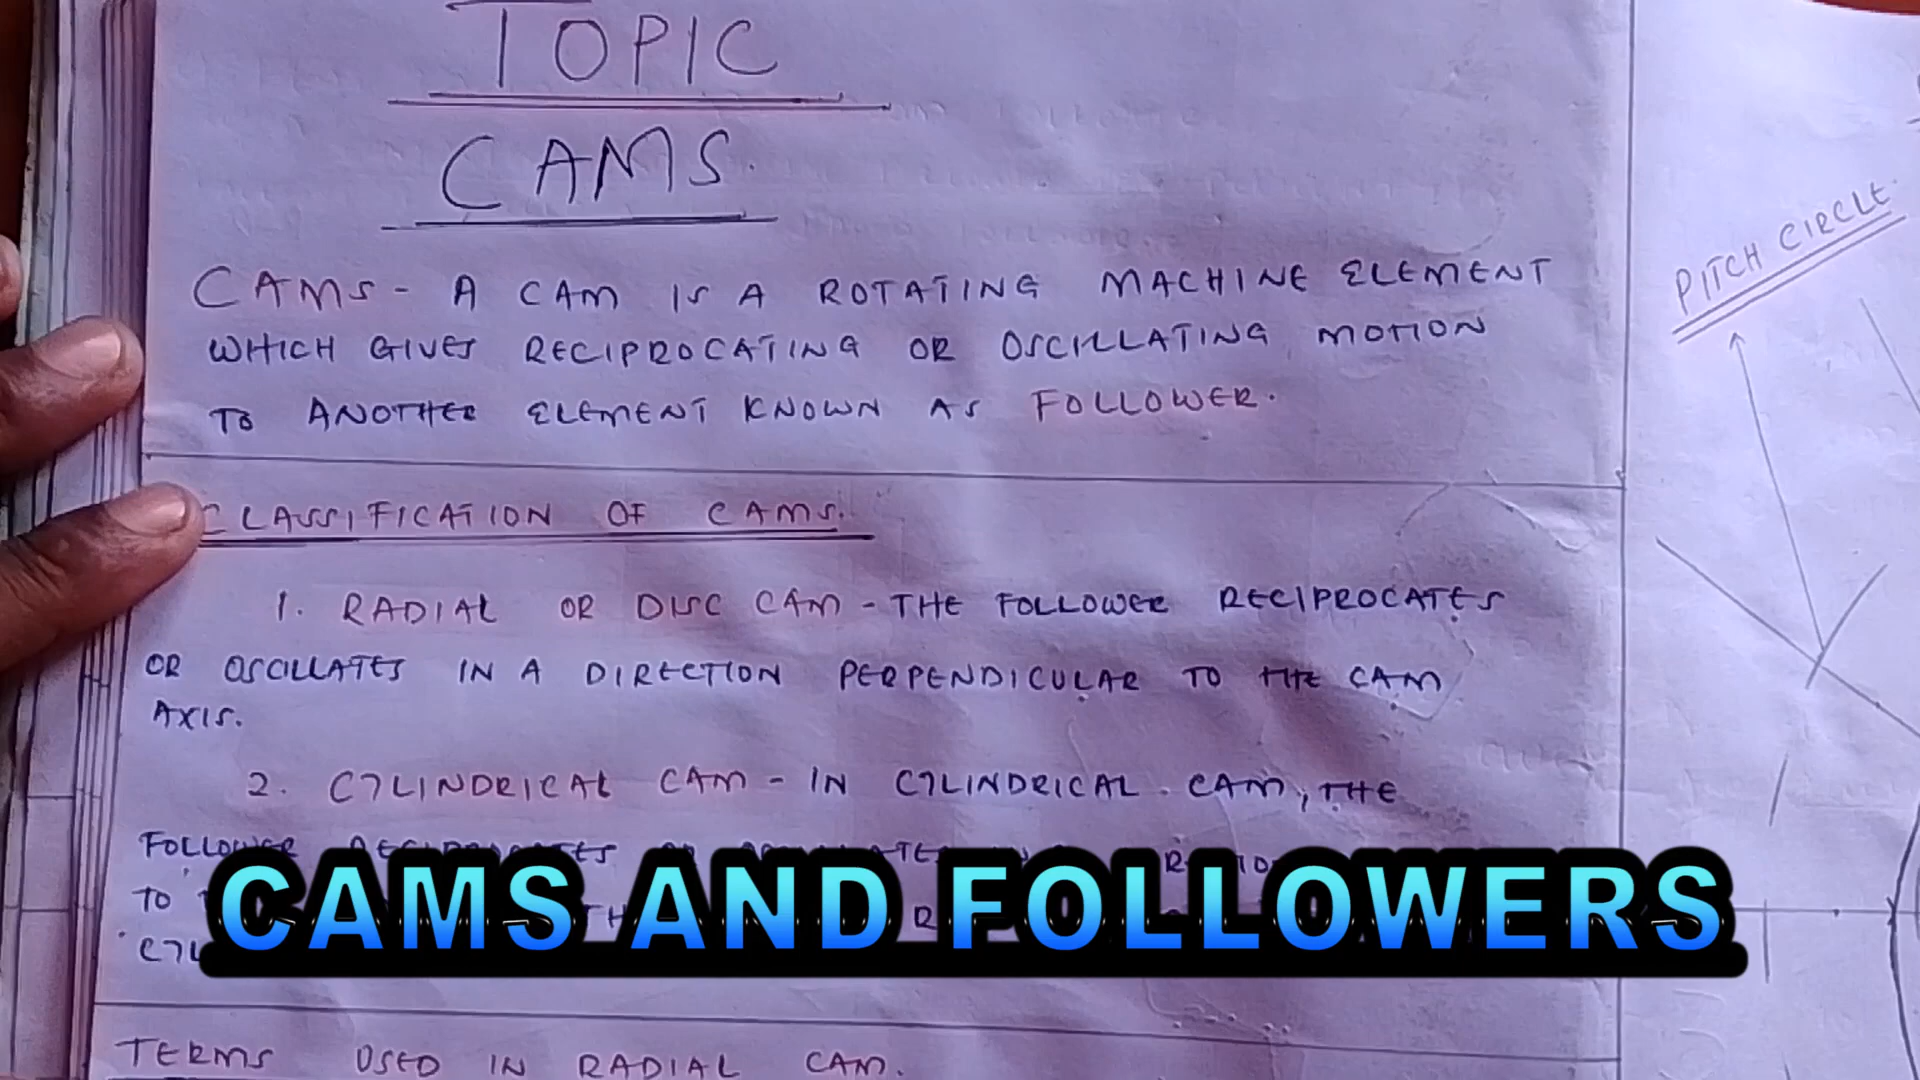 TOPIC
CAMS.
CAMS - A CAM IS A ROTATING MACHINE ELEMENT
WHICH GIVES RECIPROCATING OR OSCILLATING MOTION
TO ANOTHER ELEMENT KNOWN AS FOLLOWER.
CLASSIFICATION OF CAMS.
1. RADIAL OR DISC CAM - THE FOLLOWER RECIPROCATES
OR OSCILLATES IN A DIRECTION PERPENDICULAR TO THE CAM
AXIS.
2. CYLINDRICAL CAM - IN CYLINDRICAL CAM, THE
FOLLOWER
TO
CAMS AND FOLLOWERS
TERMS USED IN RADIAL CAM.
PITCH CIRCLE